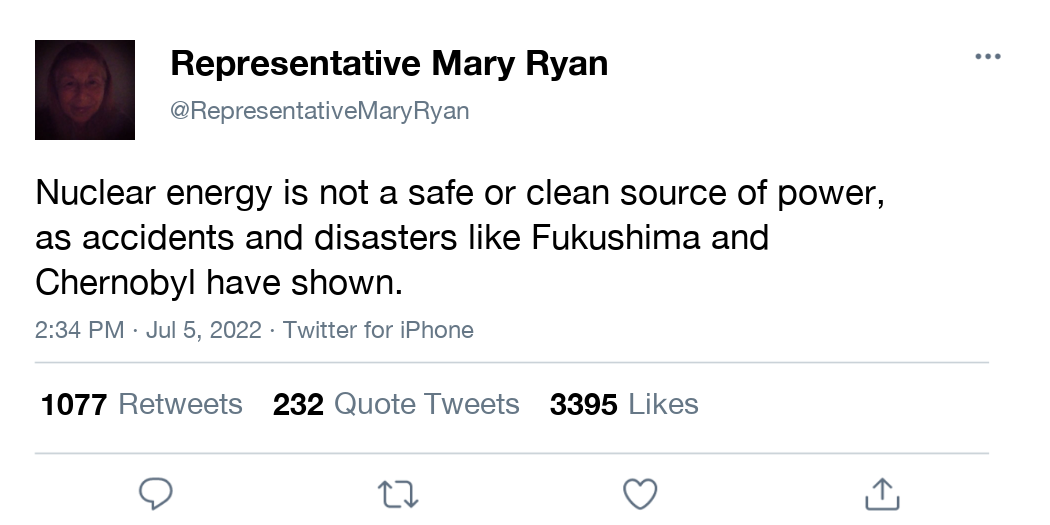 Representative Mary Ryan
@RepresentativeMaryRyan
Nuclear energy is not a safe or clean source of power,
as accidents and disasters like Fukushima and
Chernobyl have shown.
2:34 PM · Jul 5, 2022 · Twitter for iPhone
1077 Retweets 232 Quote Tweets 3395 Likes